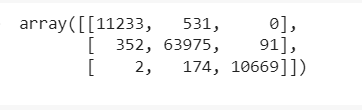 array([[11233, 531, 0],
[ 352, 63975, 91],
[ 2, 174, 10669]])